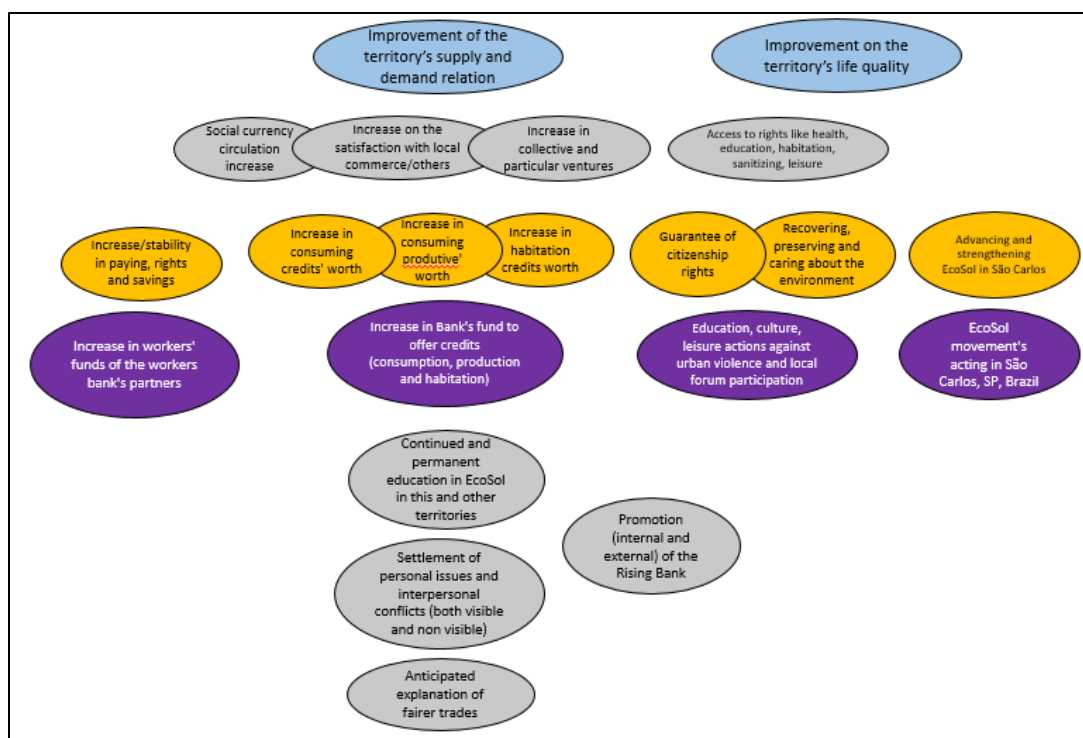 Improvement of the
territory's supply and
demand relation
Improvement on the
territory's life quality
Social currency
circulation
increase
Increase on the
satisfaction with local
commerce/others
Increase in
collective and
particular ventures
Access to rights like health,
education, habitation,
sanitizing, leisure
Increase/stability
in paying, rights
and savings
Increase in
consuming
credits' worth
Increase in
consuming
produtive'
worth
Increase in
habitation
credits worth
Guarantee of
citizenship
rights
Recovering,
preserving and
caring about the
environment
Advancing and
strengthening
EcoSol in São Carlos
Increase in workers'
funds of the workers
bank's partners
Increase in Bank's fund to
offer credits
(consumption, production
and habitation)
Education, culture,
leisure actions against
urban violence and local
forum participation
EcoSol
movement's
acting in São
Carlos, SP, Brazil
Continued and
permanent
education in EcoSol
in this and other
territories
Promotion
(internal and
external) of the
Rising Bank
Settlement of
personal issues and
interpersonal
conflicts (both visible
and non visible)
Anticipated
explanation of
fairer trades